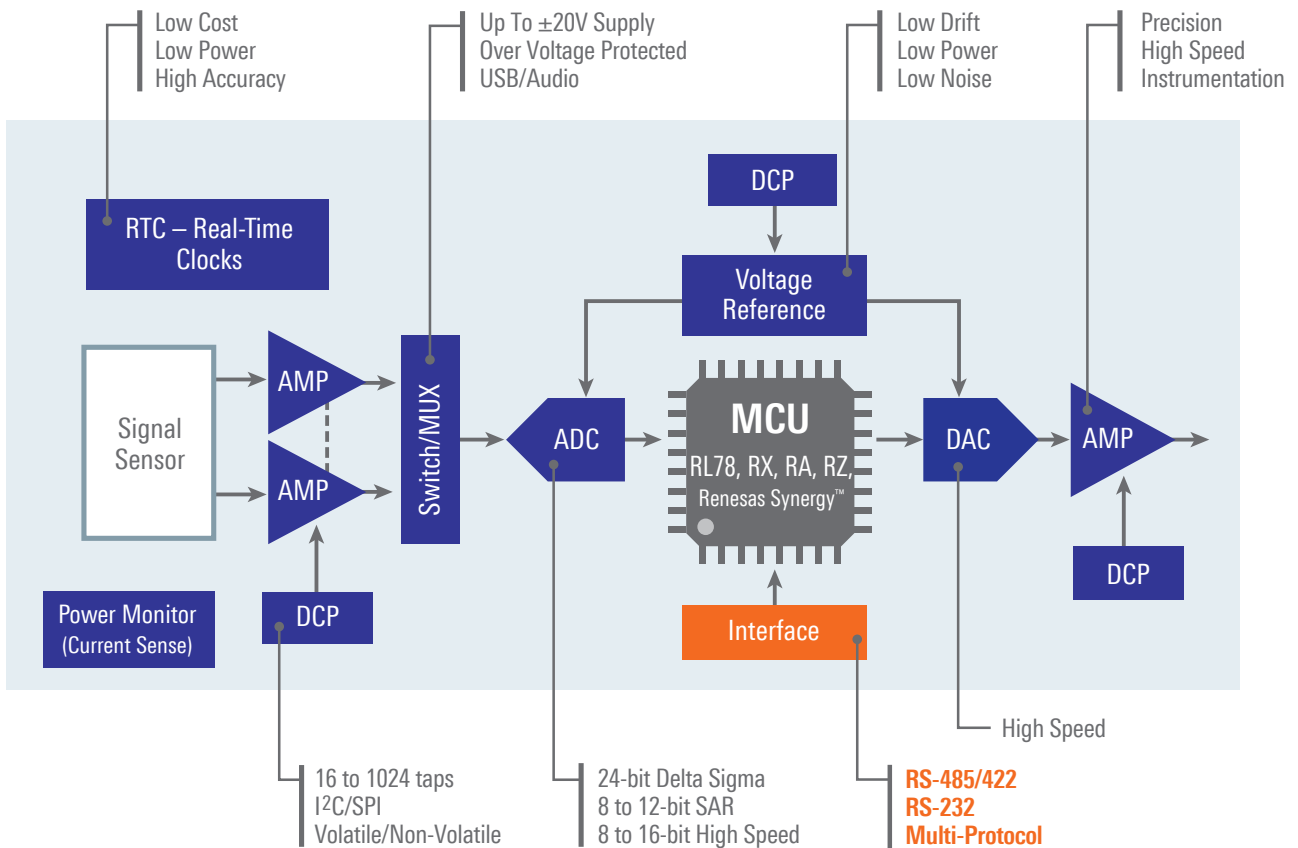 Low Cost
Low Power
High Accuracy
Up To ±20V Supply
Over Voltage Protected
USB/Audio
Low Drift
Low Power
Low Noise
Precision
High Speed
Instrumentation
DCP
RTC – Real-Time
Clocks
Voltage
Reference
Signal
Sensor
AMP
AMP
Switch/MUX
ADC
MCU
RL78, RX, RA, RZ,
Renesas Synergy™
DAC
AMP
DCP
Power Monitor
(Current Sense)
DCP
Interface
High Speed
16 to 1024 taps
I²C/SPI
Volatile/Non-Volatile
24-bit Delta Sigma
8 to 12-bit SAR
8 to 16-bit High Speed
RS-485/422
RS-232
Multi-Protocol